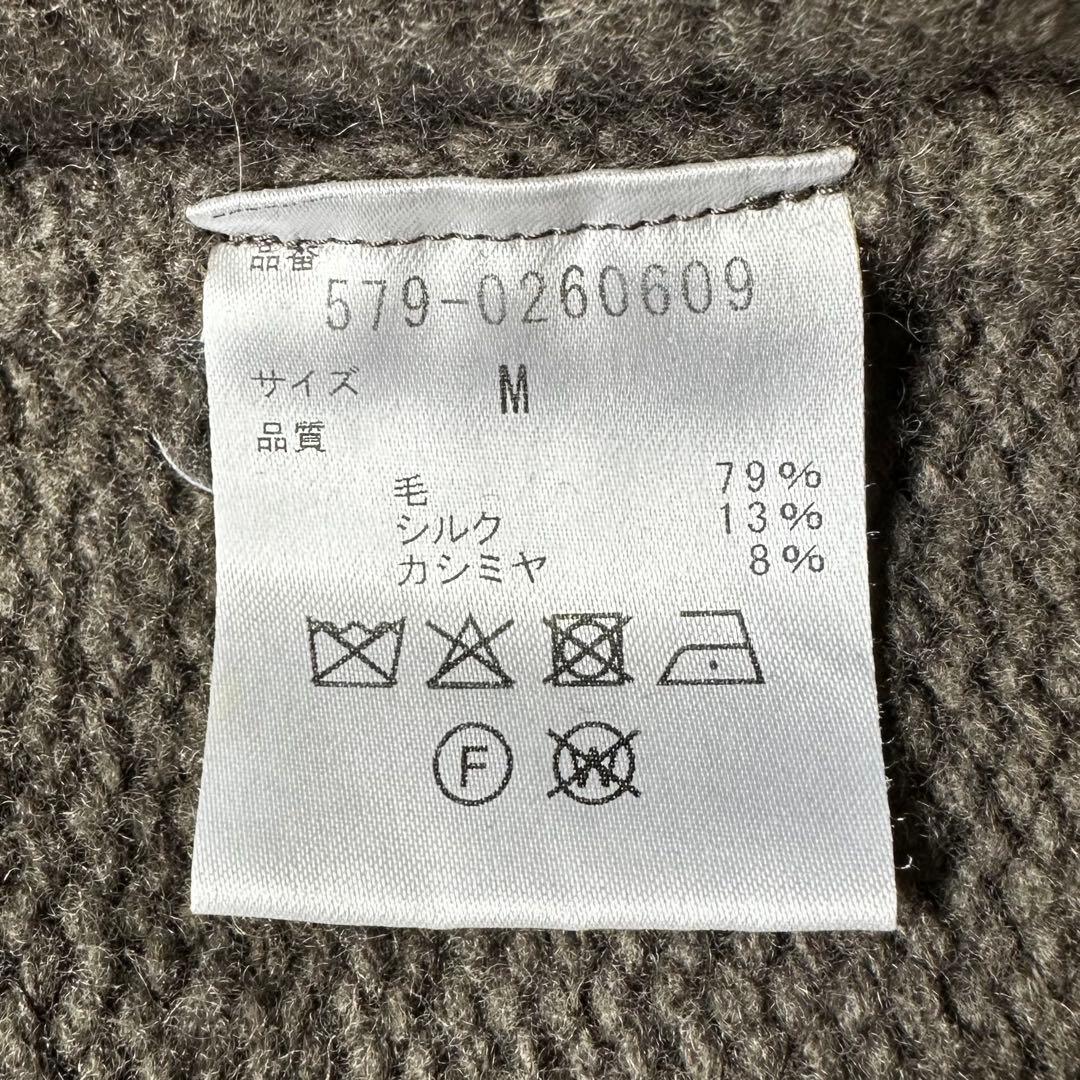 品番
579-0260609
サイズ M
品質
毛 79%
シルク 13%
カシミヤ 8%
F W